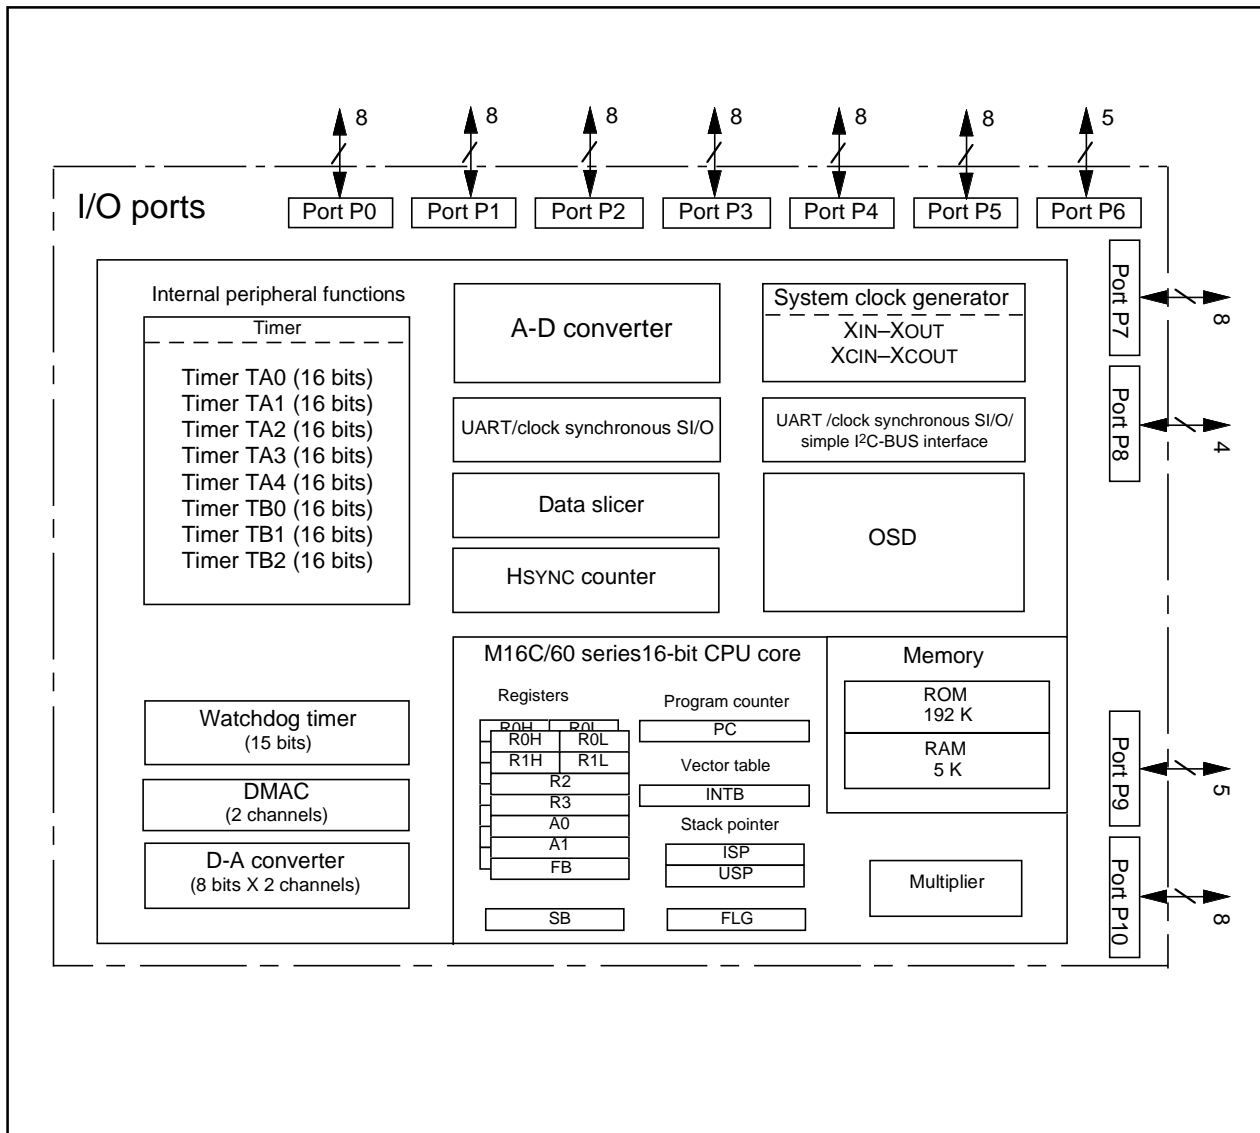 8
8
8
8
8
8
5
I/O ports
Port P0
Port P1
Port P2
Port P3
Port P4
Port P5
Port P6
Port P7
8
Port P8
4
Port P9
5
Port P10
8
Internal peripheral functions
Timer
Timer TA0 (16 bits)
Timer TA1 (16 bits)
Timer TA2 (16 bits)
Timer TA3 (16 bits)
Timer TA4 (16 bits)
Timer TB0 (16 bits)
Timer TB1 (16 bits)
Timer TB2 (16 bits)
A-D converter
System clock generator
XIN–XOUT
XCIN–XCOUT
UART/clock synchronous SI/O
UART /clock synchronous SI/O/
simple I2C-BUS interface
Data slicer
OSD
HSYNC counter
Watchdog timer
(15 bits)
DMAC
(2 channels)
D-A converter
(8 bits X 2 channels)
M16C/60 series16-bit CPU core
Registers
R0H R0L
R0H R0L
R1H R1L
R2
R3
A0
A1
FB
SB
Program counter
PC
Vector table
INTB
Stack pointer
ISP
USP
FLG
Memory
ROM
192 K
RAM
5 K
Multiplier